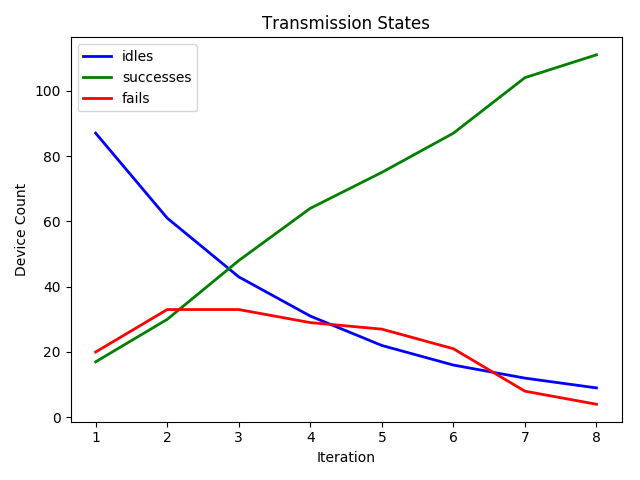 Transmission States
idles
successes
fails
Device Count
100
80
60
40
20
0
1 2 3 4 5 6 7 8
Iteration